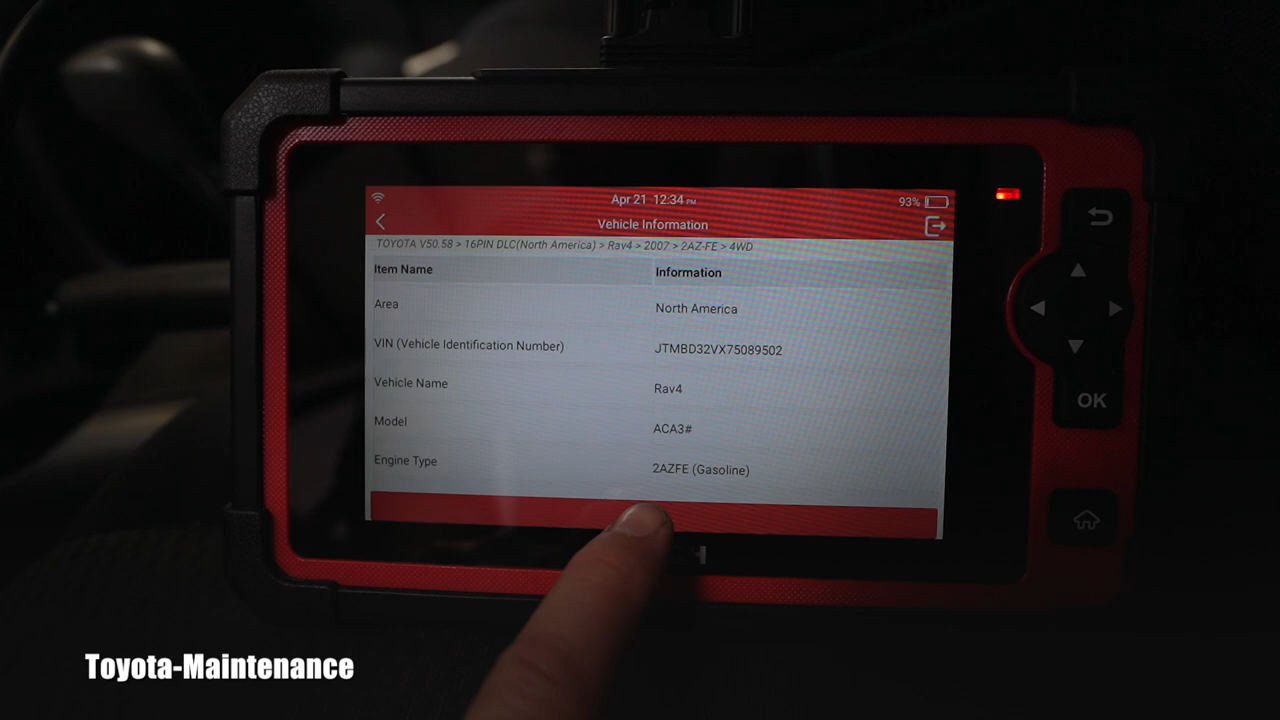 Apr 21 12:34 PM
93%
Vehicle Information
TOYOTA V50.58 > 16PIN DLC(North America) > Rav4 > 2007 > 2AZ-FE > 4WD
Item Name Information
Area North America
VIN (Vehicle Identification Number) JTMBD32VX75089502
Vehicle Name Rav4
Model ACA3#
Engine Type 2AZFE (Gasoline)
OK
Toyota-Maintenance